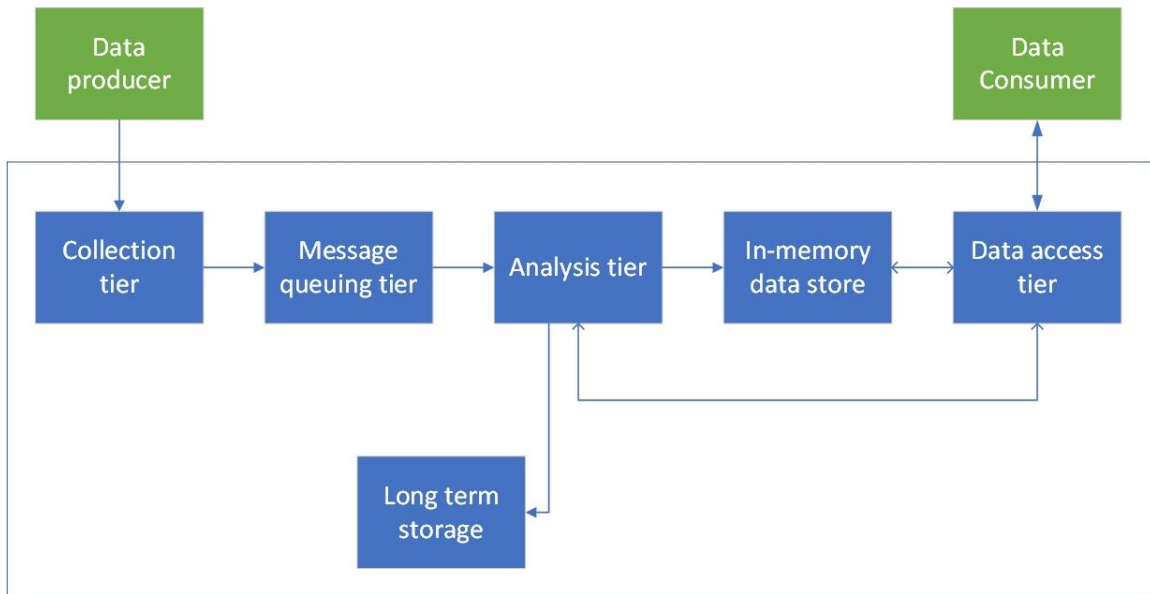 Data
producer
Data
Consumer
Collection
tier
Message
queuing tier
Analysis tier
In-memory
data store
Data access
tier
Long term
storage